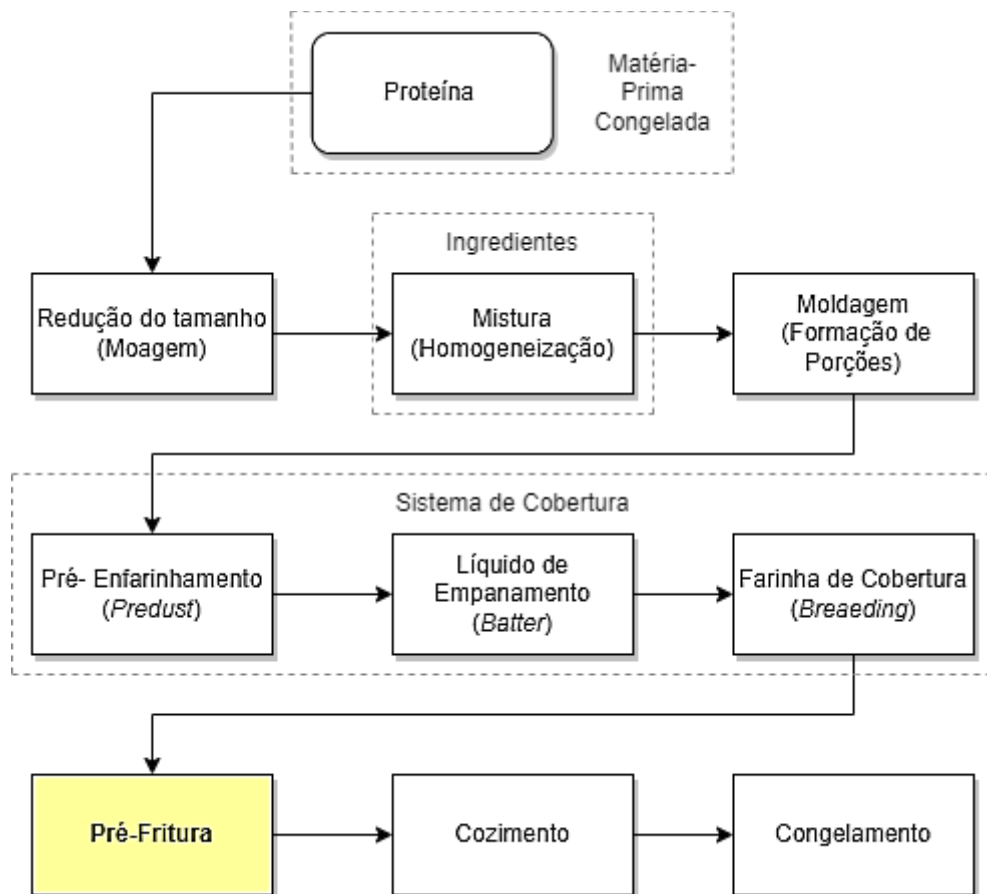 Proteína
Matéria-
Prima
Congelada
Ingredientes
Redução do tamanho
(Moagem)
Mistura
(Homogeneização)
Moldagem
(Formação de
Porções)
Sistema de Cobertura
Pré- Enfarinhamento
(Predust)
Líquido de
Empanamento
(Batter)
Farinha de Cobertura
(Breaeding)
Pré-Fritura
Cozimento
Congelamento